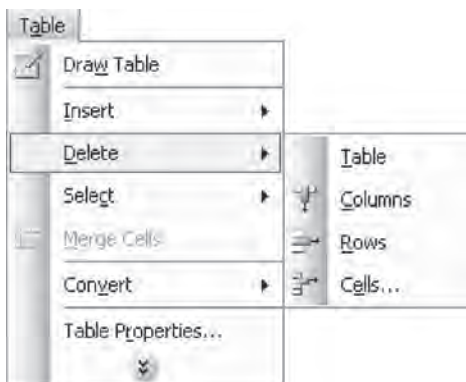 Table
Draw Table
Insert
Delete
Select
Merge Cells
Convert
Table Properties...
Table
Columns
Rows
Cells...